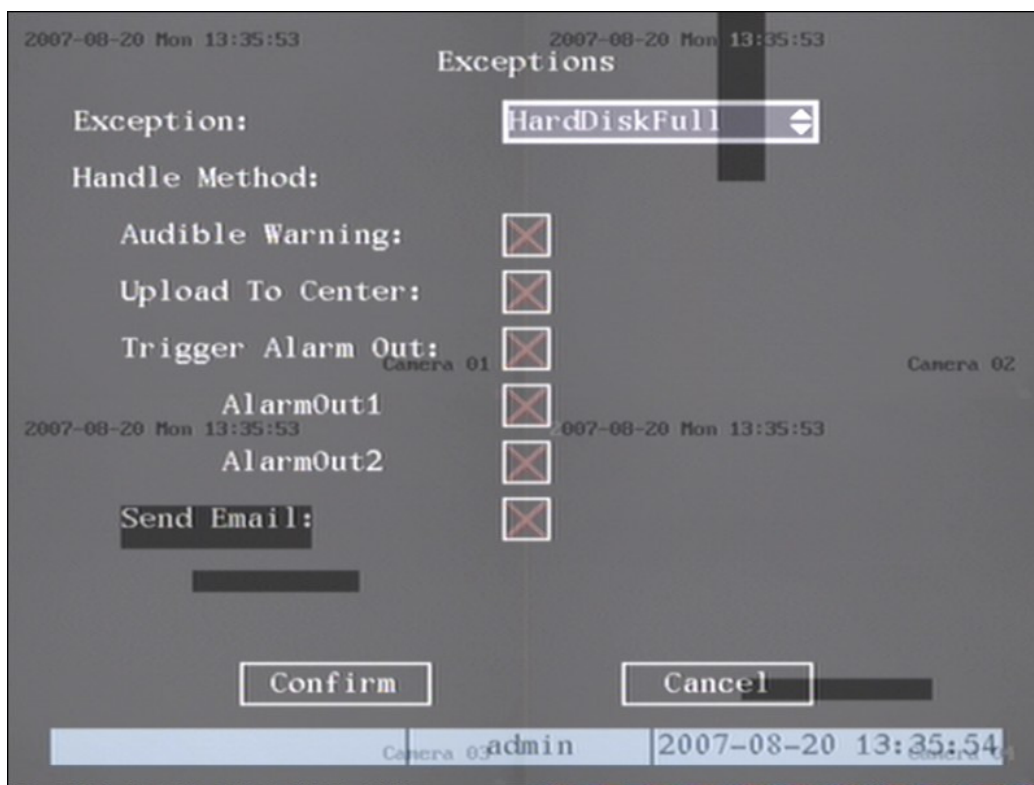 2007-08-20 Mon 13:35:53
2007-08-20 Mon 13:35:53
Exceptions
Exception:
HardDiskFull
Handle Method:
Audible Warning:
Upload To Center:
Trigger Alarm Out:
Camera 01
Camera 02
AlarmOut1
2007-08-20 Mon 13:35:53
007-08-20 Mon 13:35:53
AlarmOut2
Send Email:
Confirm
Cancel
Camera 03
admin
2007-08-20 13:35:54